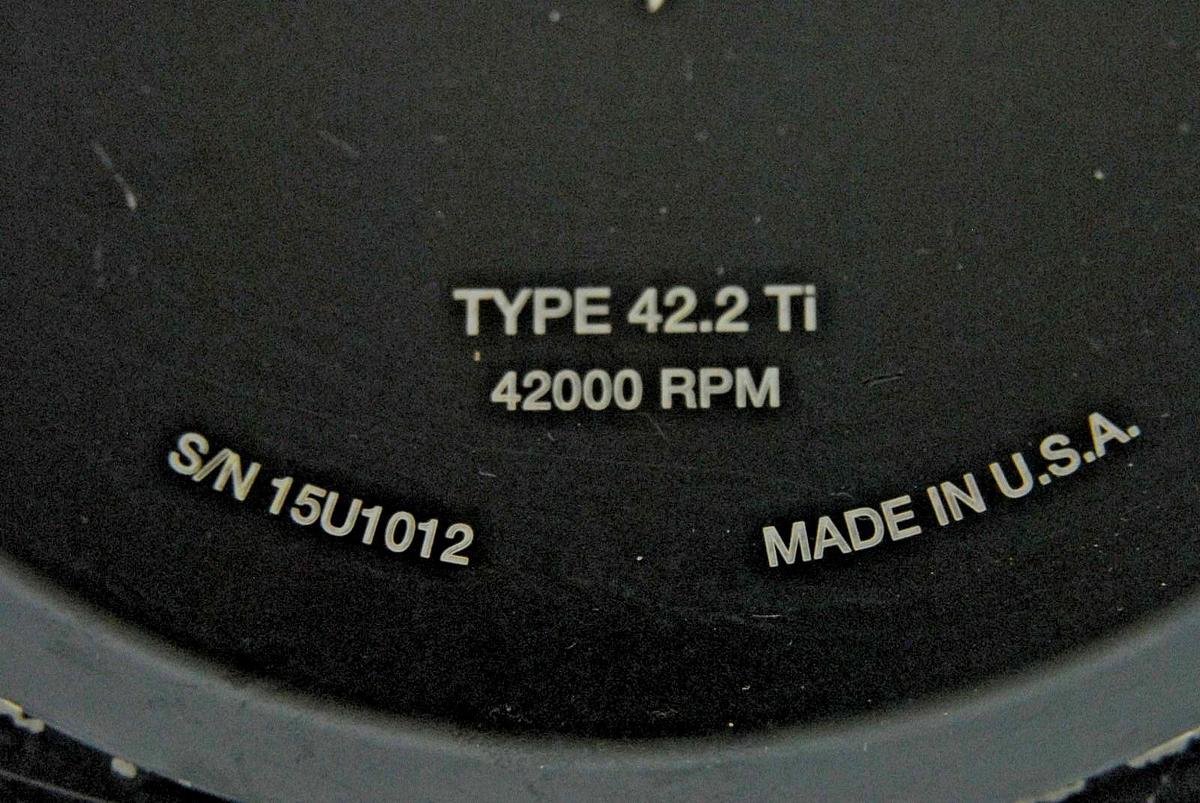 TYPE 42.2 Ti
42000 RPM
S/N 15U1012
MADE IN U.S.A.